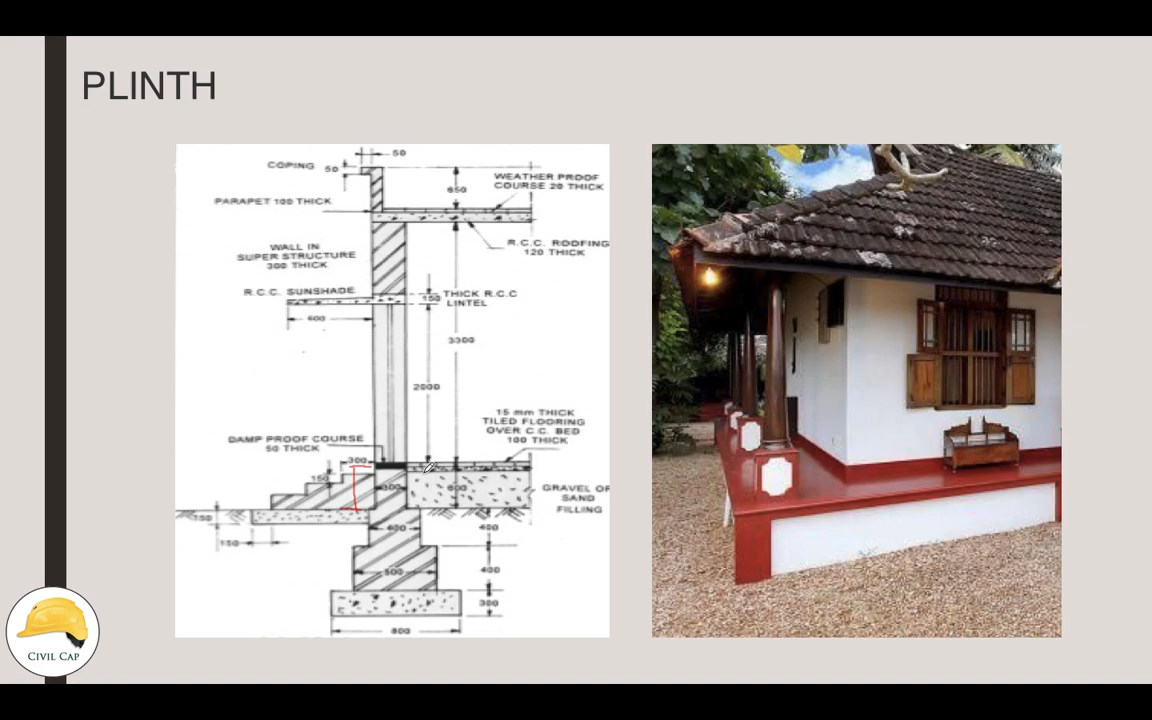 PLINTH
50
COPING
50
WEATHER PROOF
COURSE 20 THICK
650
PARAPET 100 THICK
R.C.C. ROOFING
120 THICK
WALL IN
SUPER STRUCTURE
300 THICK
R.C.C. SUNSHADE
150 THICK R.C.C
LINTEL
600
3300
2000
15 mm THICK
TILED FLOORING
OVER C.C. BED
100 THICK
DAMP PROOF COURSE
50 THICK
300
150
300
600
GRAVEL OR
SAND
FILLING
150
400
400
150
500
400
300
800
CIVIL CAP